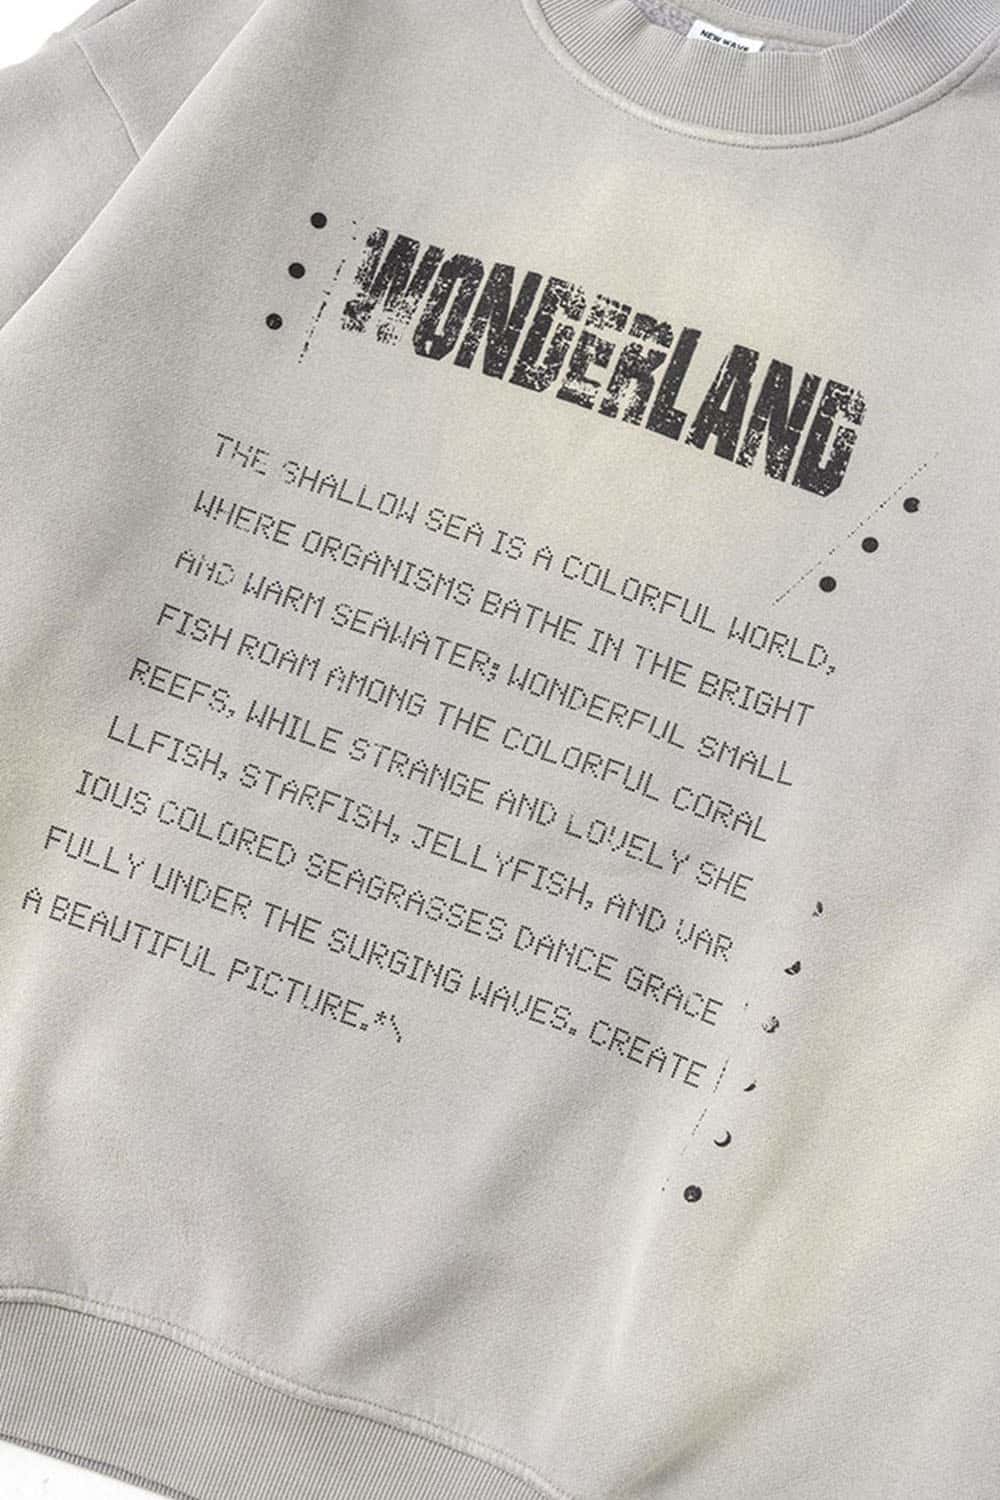 NEW WAVE
WONDERLAND
THE SHALLOW SEA IS A COLORFUL WORLD,
WHERE ORGANISMS BATHE IN THE BRIGHT
AND WARM SEAWATER; WONDERFUL SMALL
FISH ROAM AMONG THE COLORFUL CORAL
REEFS, WHILE STRANGE AND LOVELY SHE
LLFISH, STARFISH, JELLYFISH, AND VAR
IOUS COLORED SEAGRASSES DANCE GRACE
FULLY UNDER THE SURGING WAVES. CREATE
A BEAUTIFUL PICTURE.*\